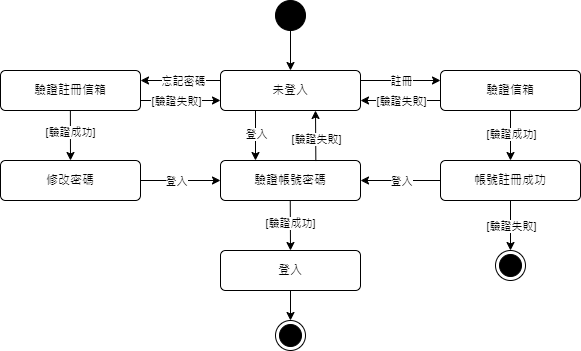 忘記密碼
註冊
驗證註冊信箱
未登入
驗證信箱
[驗證失敗]
[驗證失敗]
[驗證成功]
登入
[驗證失敗]
[驗證成功]
修改密碼
登入
驗證帳號密碼
登入
帳號註冊成功
[驗證成功]
[驗證失敗]
登入